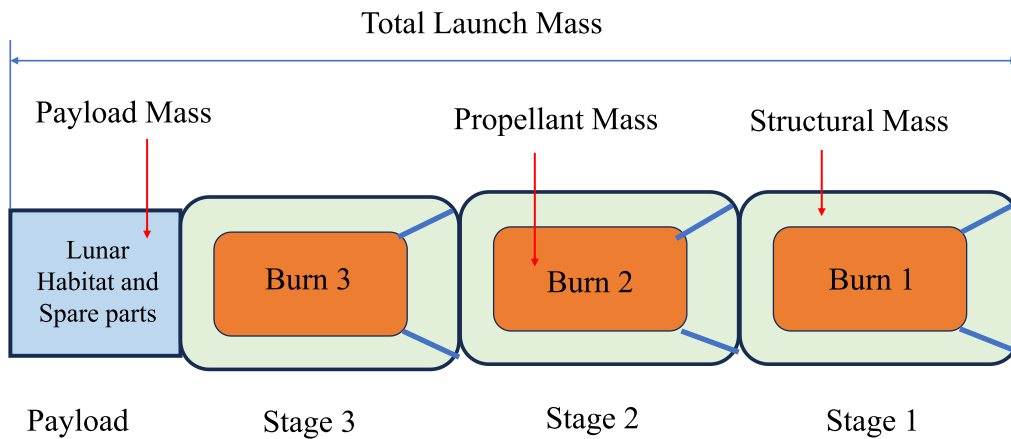 Total Launch Mass
Payload Mass
Propellant Mass
Structural Mass
Lunar
Habitat and
Spare parts
Burn 3
Burn 2
Burn 1
Payload
Stage 3
Stage 2
Stage 1